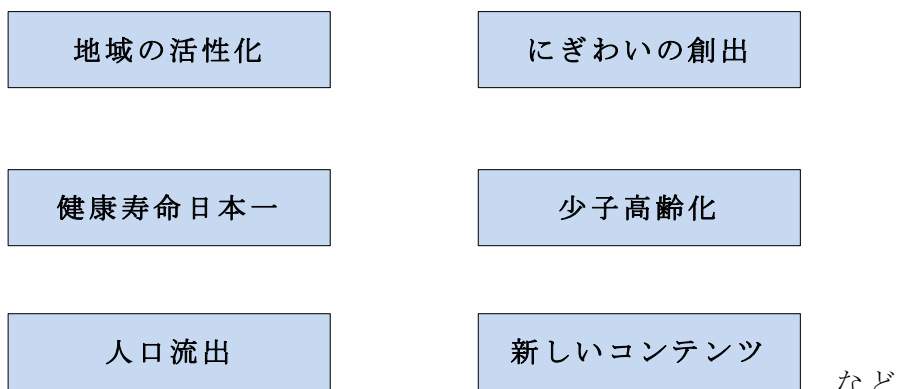 地域の活性化
にぎわいの創出
健康寿命日本一
少子高齢化
人口流出
新しいコンテンツ
など